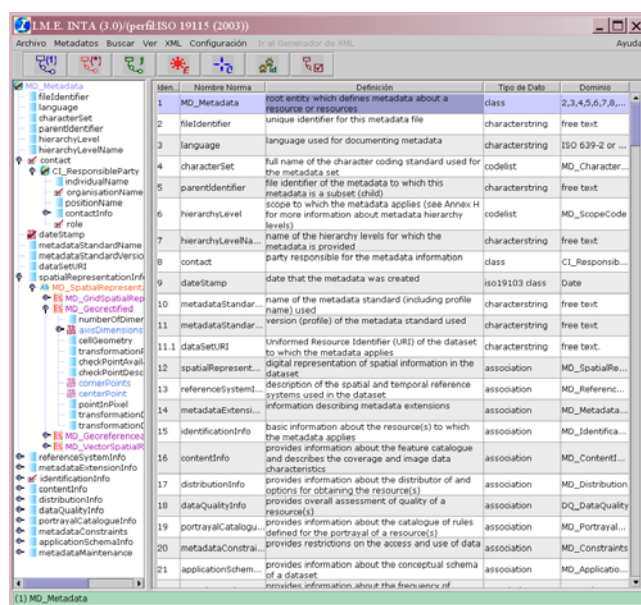 I.M.E. INTA (3.0)/(perfil:ISO 19115 (2003))
Archivo Metadatos Buscar Ver XML Configuración Ir al Generador de XML Ayuda
MD_Metadata
fileIdentifier
language
characterSet
parentIdentifier
hierarchyLevel
hierarchyLevelName
contact
CI_ResponsibleParty
individualName
organisationName
positionName
contactInfo
role
dateStamp
metadataStandardName
metadataStandardVersio
dataSetURI
spatialRepresentationInfo
MD_SpatialRepresenta
MD_GridSpatialRep
MD_Georectified
numberOfDimer
axisDimensions
cellGeometry
transformationP
checkPointAvail
checkPointDesc
cornerPoints
centerPoint
pointInPixel
transformationD
transformationD
MD_Georeferencea
MD_VectorSpatialR
referenceSystemInfo
metadataExtensionInfo
identificationInfo
contentInfo
distributionInfo
dataQualityInfo
portrayalCatalogueInfo
metadataConstraints
applicationSchemaInfo
metadataMaintenance
Iden... Nombre Norma Definición Tipo de Dato Dominio
1 MD_Metadata root entity which defines metadata about a resource or resources class 2,3,4,5,6,7,8,...
2 fileIdentifier unique identifier for this metadata file characterstring free text
3 language language used for documenting metadata characterstring ISO 639-2 or ...
4 characterSet full name of the character coding standard used for the metadata set codelist MD_Character...
5 parentIdentifier file identifier of the metadata to which this metadata is a subset (child) characterstring free text
6 hierarchyLevel scope to which the metadata applies (see Annex H for more information about metadata hierarchy levels) codelist MD_ScopeCode
7 hierarchyLevelNa... name of the hierarchy levels for which the metadata is provided characterstring free text
8 contact party responsible for the metadata information class CI_Responsib...
9 dateStamp date that the metadata was created iso19103 class Date
10 metadataStandar... name of the metadata standard (including profile name) used characterstring free text
11 metadataStandar... version (profile) of the metadata standard used characterstring free text
11.1 dataSetURI Uniformed Resource Identifier (URI) of the dataset to which the metadata applies characterstring free text.
12 spatialRepresent... digital representation of spatial information in the dataset association MD_SpatialRe...
13 referenceSystemI... description of the spatial and temporal reference systems used in the dataset association MD_Referenc...
14 metadataExtensi... information describing metadata extensions association MD_Metadata...
15 identificationInfo basic information about the resource(s) to which the metadata applies association MD_Identifica...
16 contentInfo provides information about the feature catalogue and describes the coverage and image data characteristics association MD_ContentI...
17 distributionInfo provides information about the distributor of and options for obtaining the resource(s) association MD_Distribution
18 dataQualityInfo provides overall assessment of quality of a resource(s) association DQ_DataQuality
19 portrayalCatalogu... provides information about the catalogue of rules defined for the portrayal of a resource(s) association MD_Portrayal...
20 metadataConstrai... provides restrictions on the access and use of data association MD_Constraints
21 applicationSchem... provides information about the conceptual schema of a dataset association MD_Applicatio...
provides information about the frequency of
(1) MD_Metadata